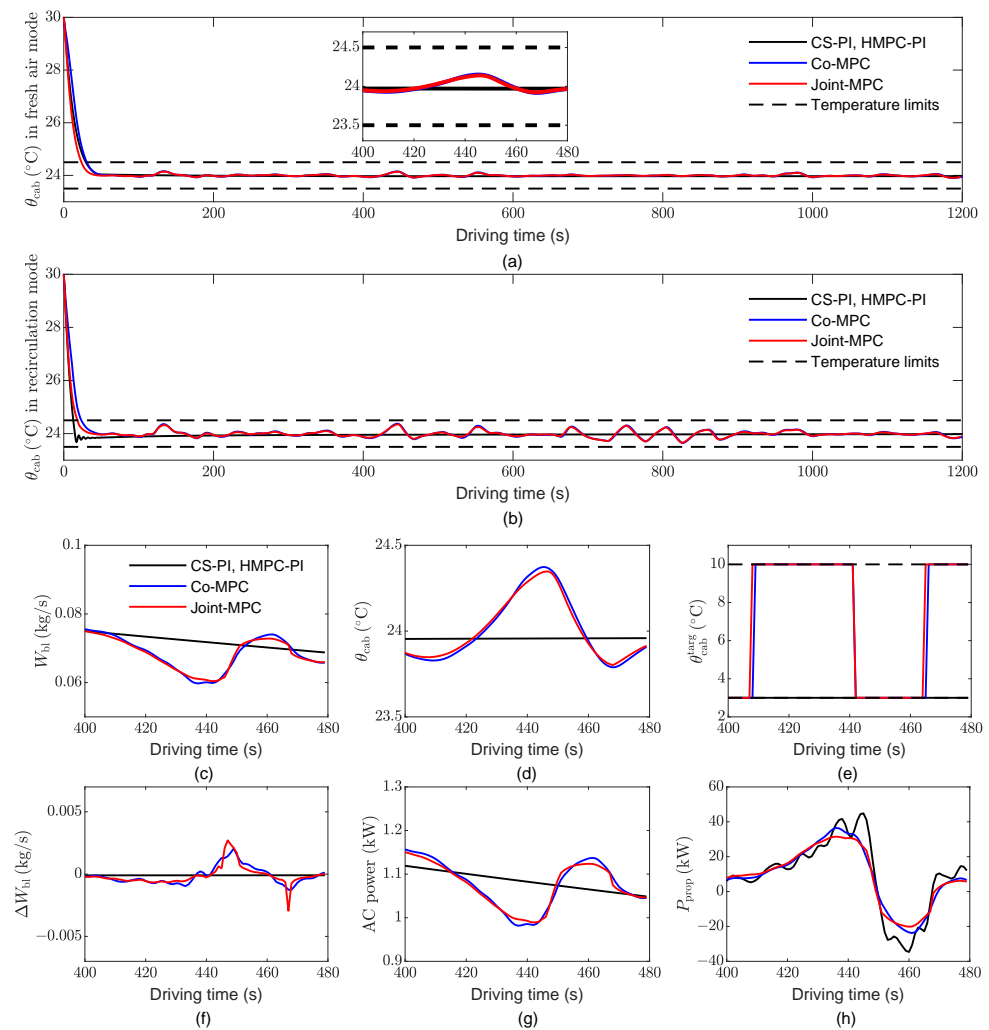 30
28
26
24
θcab (°C) in fresh air mode
24.5
24
23.5
400 420 440 460 480
CS-PI, HMPC-PI
Co-MPC
Joint-MPC
Temperature limits
0 200 400 600 800 1000 1200
Driving time (s)
(a)
30
28
26
24
θcab (°C) in recirculation mode
CS-PI, HMPC-PI
Co-MPC
Joint-MPC
Temperature limits
0 200 400 600 800 1000 1200
Driving time (s)
(b)
0.1
0.08
0.06
0.04
Wbl (kg/s)
CS-PI, HMPC-PI
Co-MPC
Joint-MPC
400 420 440 460 480
Driving time (s)
(c)
24.5
24
23.5
θcab (°C)
400 420 440 460 480
Driving time (s)
(d)
10
8
6
4
2
θcab targ (°C)
400 420 440 460 480
Driving time (s)
(e)
0.005
0
−0.005
ΔWbl (kg/s)
400 420 440 460 480
Driving time (s)
(f)
1.3
1.2
1.1
1
0.9
AC power (kW)
400 420 440 460 480
Driving time (s)
(g)
60
40
20
0
−20
−40
Pprop (kW)
400 420 440 460 480
Driving time (s)
(h)